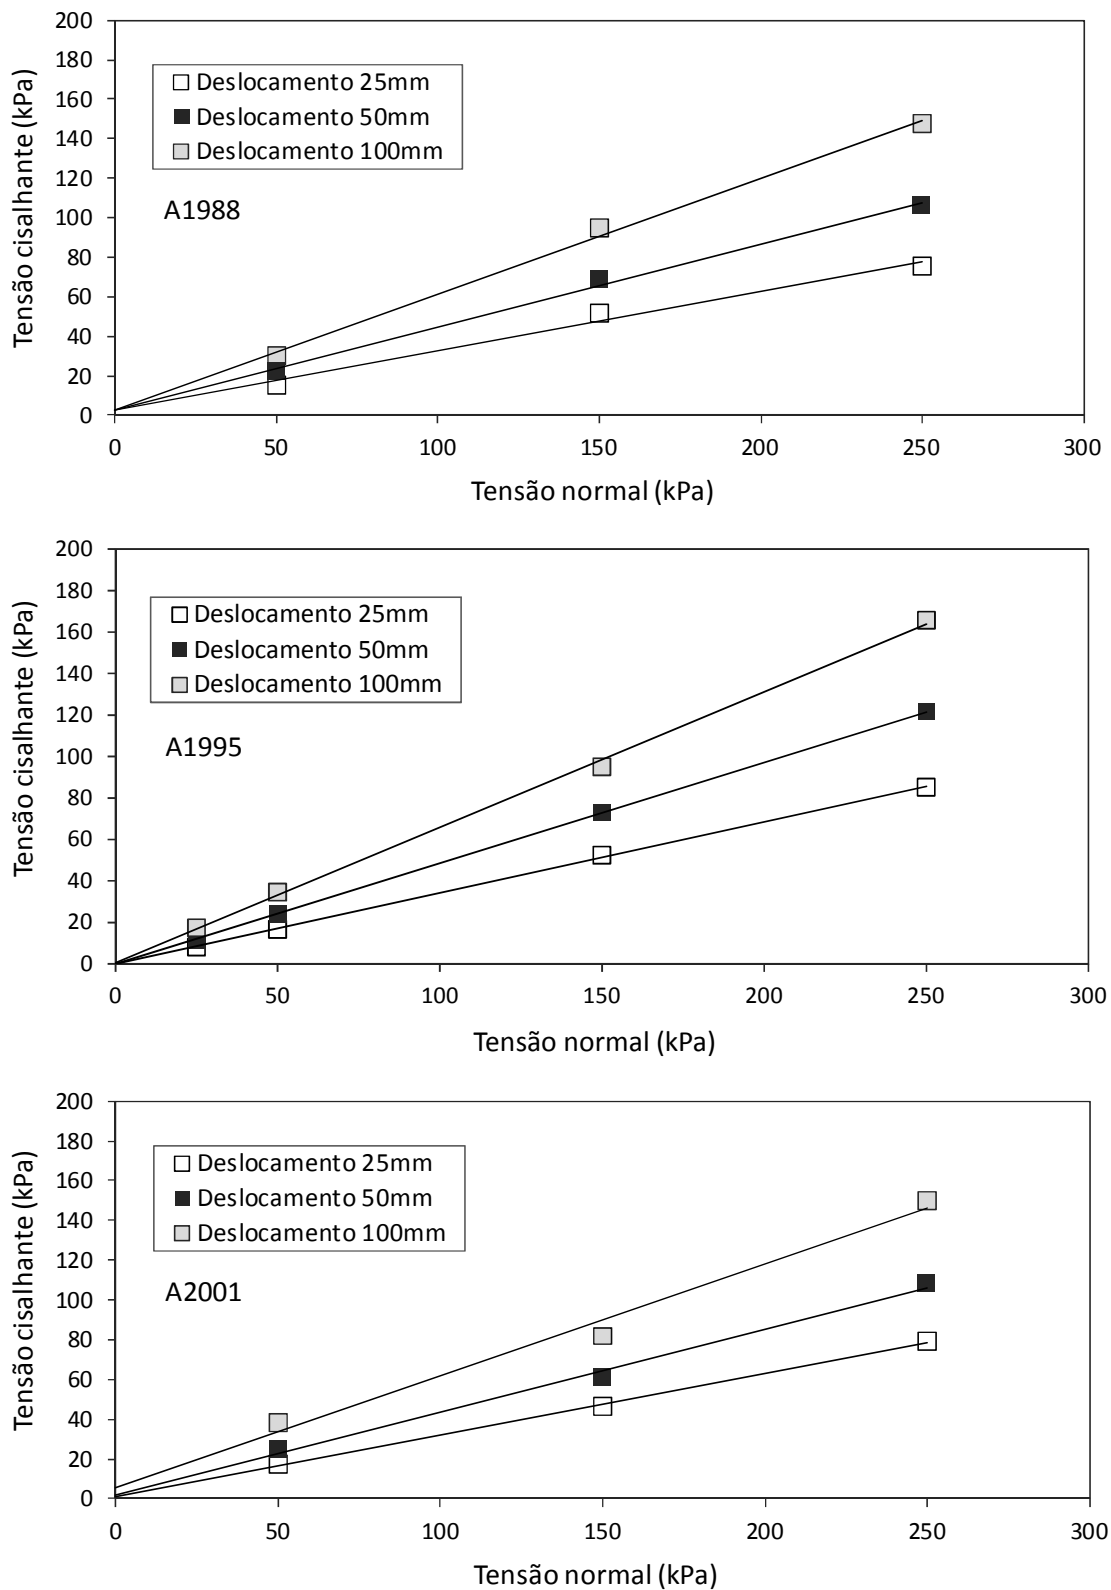 200
180
160
140
120
100
80
60
40
20
0
Tensão cisalhante (kPa)
Deslocamento 25mm
Deslocamento 50mm
Deslocamento 100mm
A1988
0 50 100 150 200 250 300
Tensão normal (kPa)
200
180
160
140
120
100
80
60
40
20
0
Tensão cisalhante (kPa)
Deslocamento 25mm
Deslocamento 50mm
Deslocamento 100mm
A1995
0 50 100 150 200 250 300
Tensão normal (kPa)
200
180
160
140
120
100
80
60
40
20
0
Tensão cisalhante (kPa)
Deslocamento 25mm
Deslocamento 50mm
Deslocamento 100mm
A2001
0 50 100 150 200 250 300
Tensão normal (kPa)